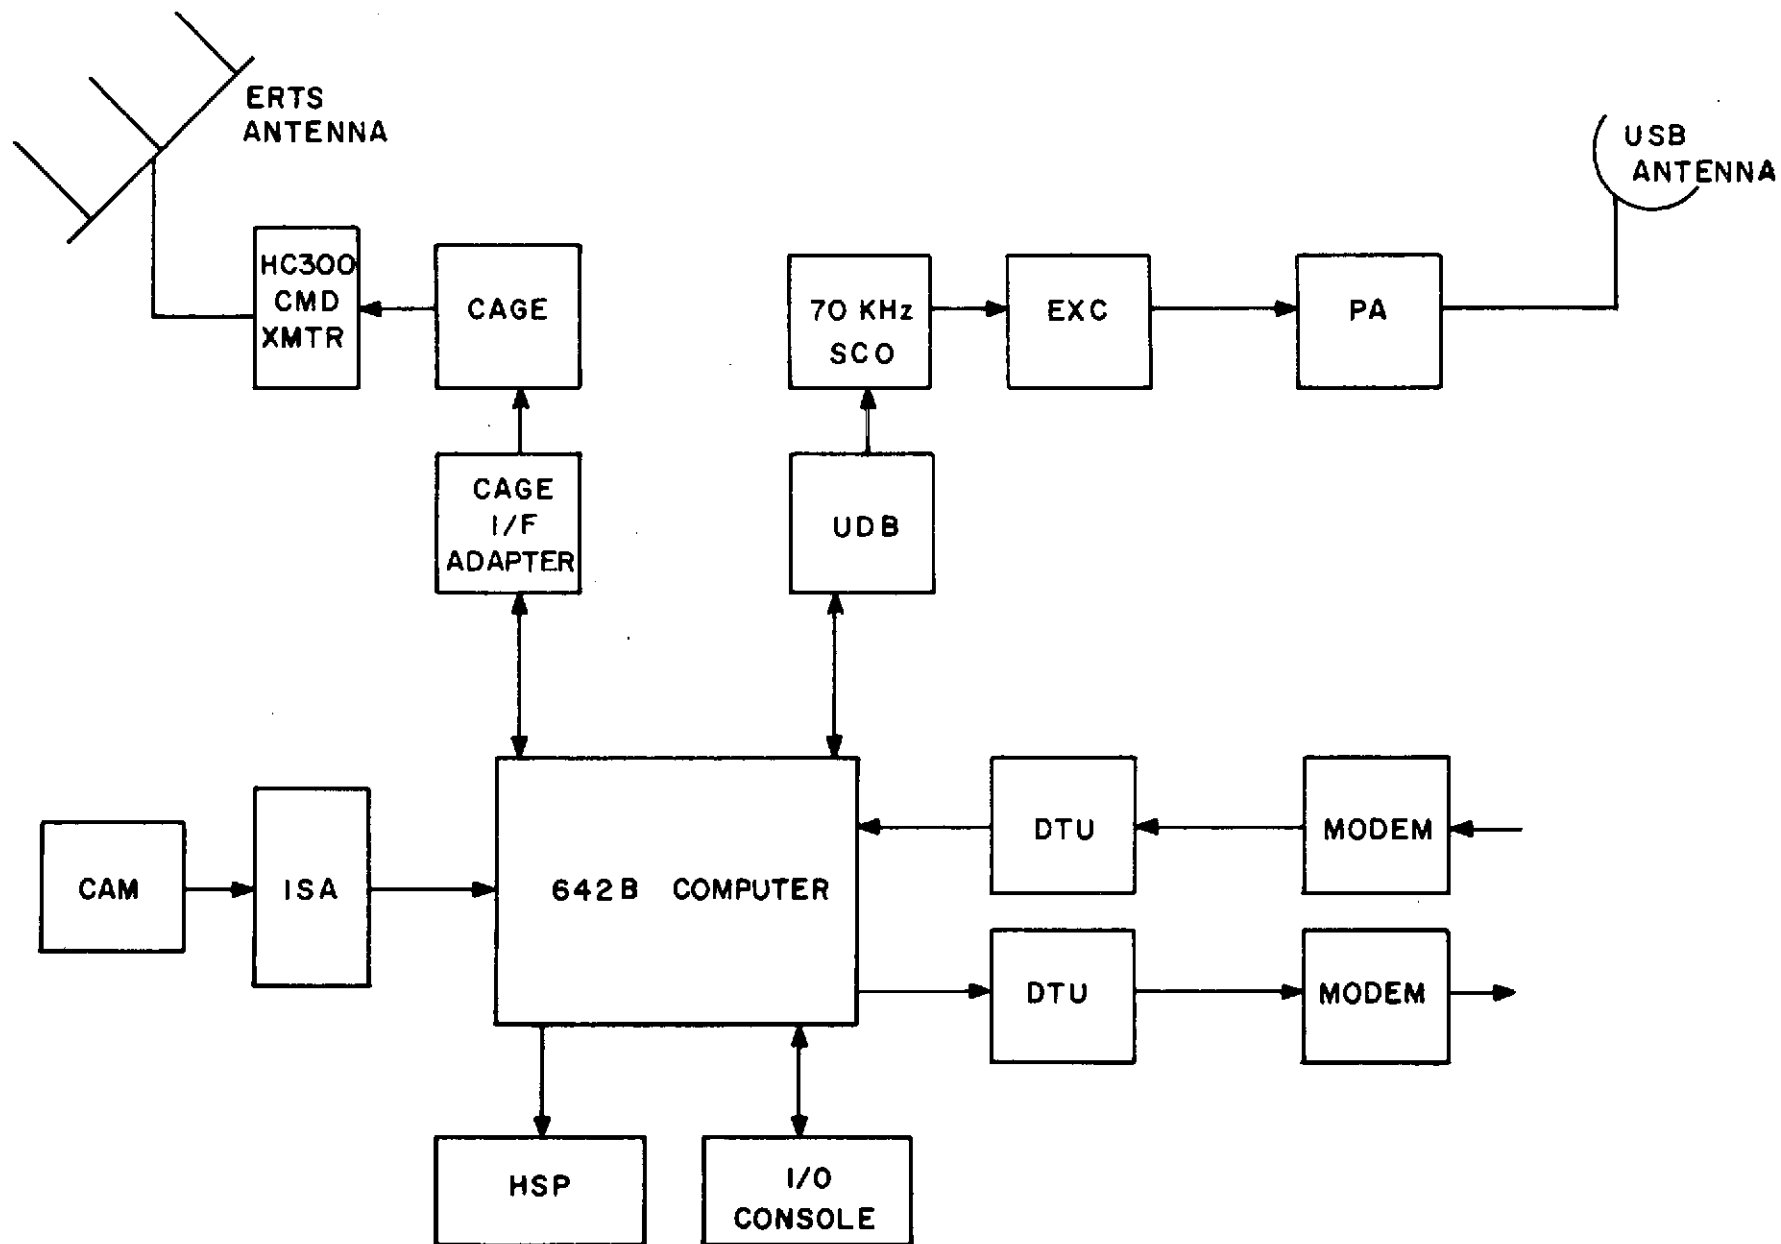 ERTS
ANTENNA
USB
ANTENNA
HC300
CMD
XMTR
CAGE
70 KHz
SCO
EXC
PA
CAGE
I/F
ADAPTER
UDB
CAM
ISA
642B COMPUTER
DTU
MODEM
DTU
MODEM
HSP
I/O
CONSOLE